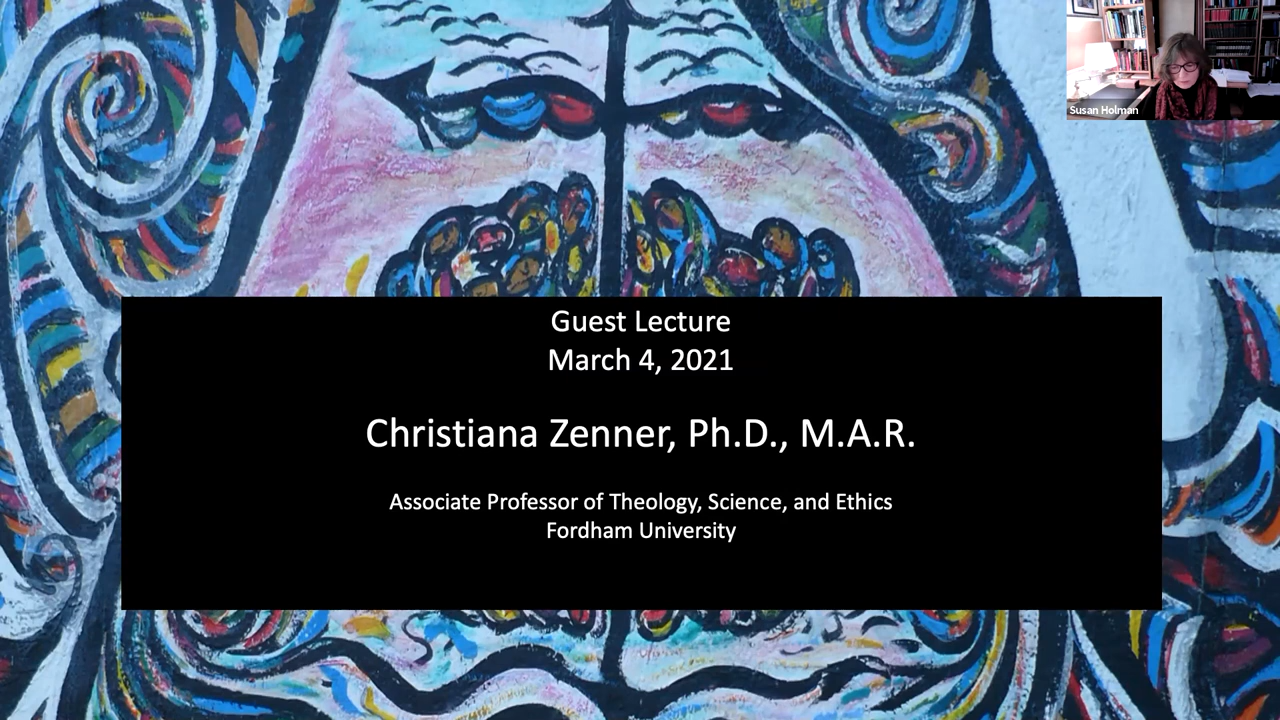 Susan Holman
Guest Lecture
March 4, 2021
Christiana Zenner, Ph.D., M.A.R.
Associate Professor of Theology, Science, and Ethics
Fordham University